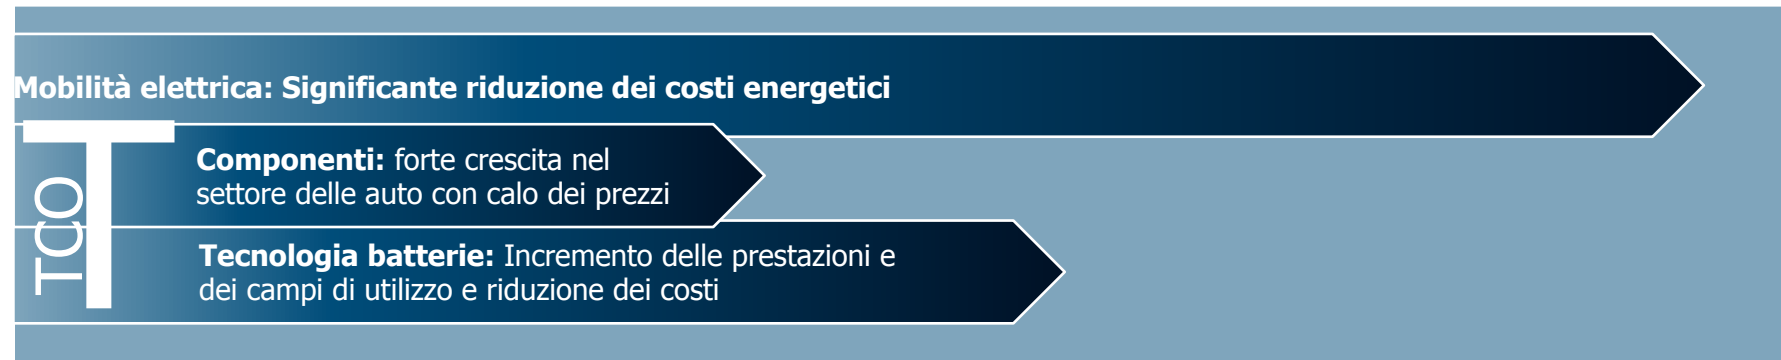 Mobilità elettrica: Significante riduzione dei costi energetici
T
TCO
Componenti: forte crescita nel
settore delle auto con calo dei prezzi
Tecnologia batterie: Incremento delle prestazioni e
dei campi di utilizzo e riduzione dei costi